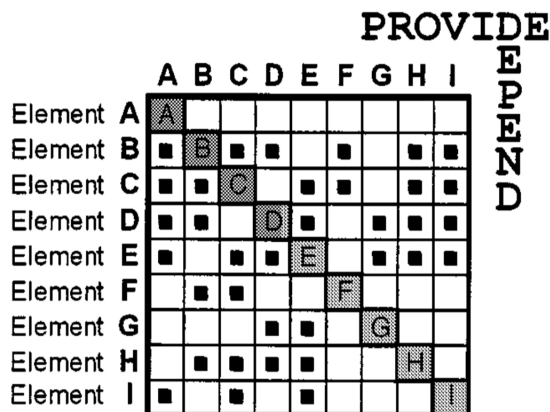 PROVIDE
DEPEND
A B C D E F G H I
Element A A
Element B B
Element C C
Element D D
Element E E
Element F F
Element G G
Element H H
Element I I